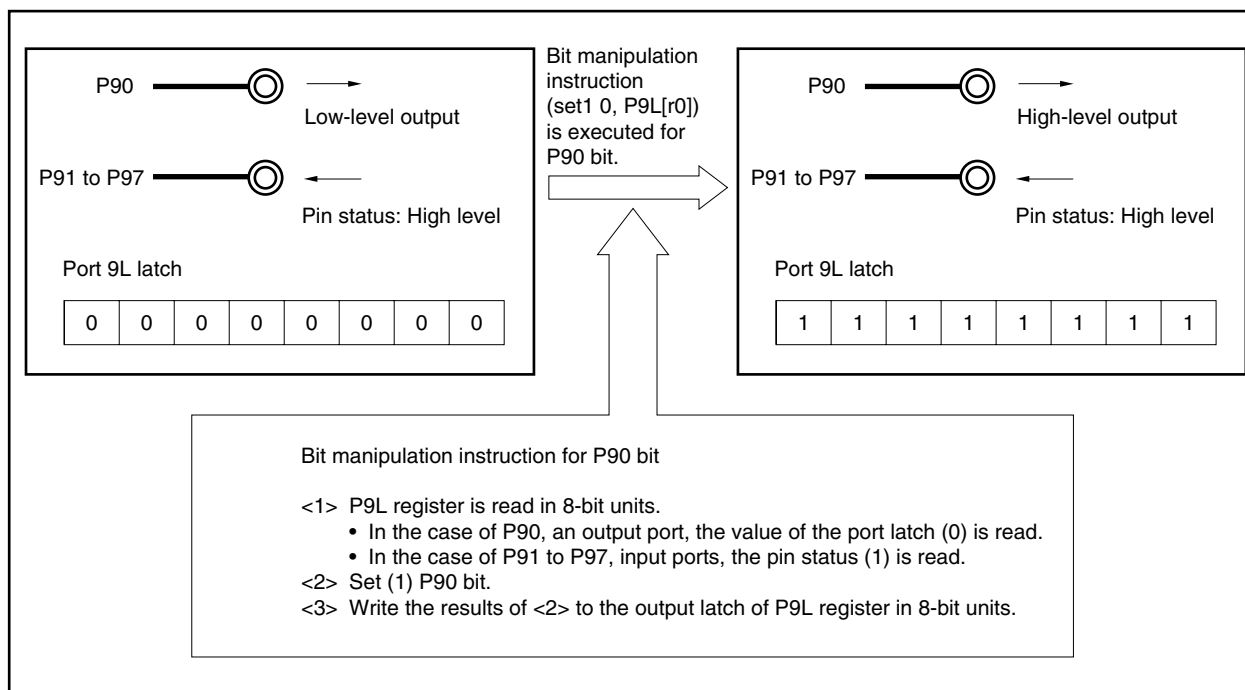 P90
Low-level output
P91 to P97
Pin status: High level
Port 9L latch
0 0 0 0 0 0 0 0
Bit manipulation
instruction
(set1 0, P9L[r0])
is executed for
P90 bit.
P90
High-level output
P91 to P97
Pin status: High level
Port 9L latch
1 1 1 1 1 1 1 1
Bit manipulation instruction for P90 bit
<1> P9L register is read in 8-bit units.
• In the case of P90, an output port, the value of the port latch (0) is read.
• In the case of P91 to P97, input ports, the pin status (1) is read.
<2> Set (1) P90 bit.
<3> Write the results of <2> to the output latch of P9L register in 8-bit units.